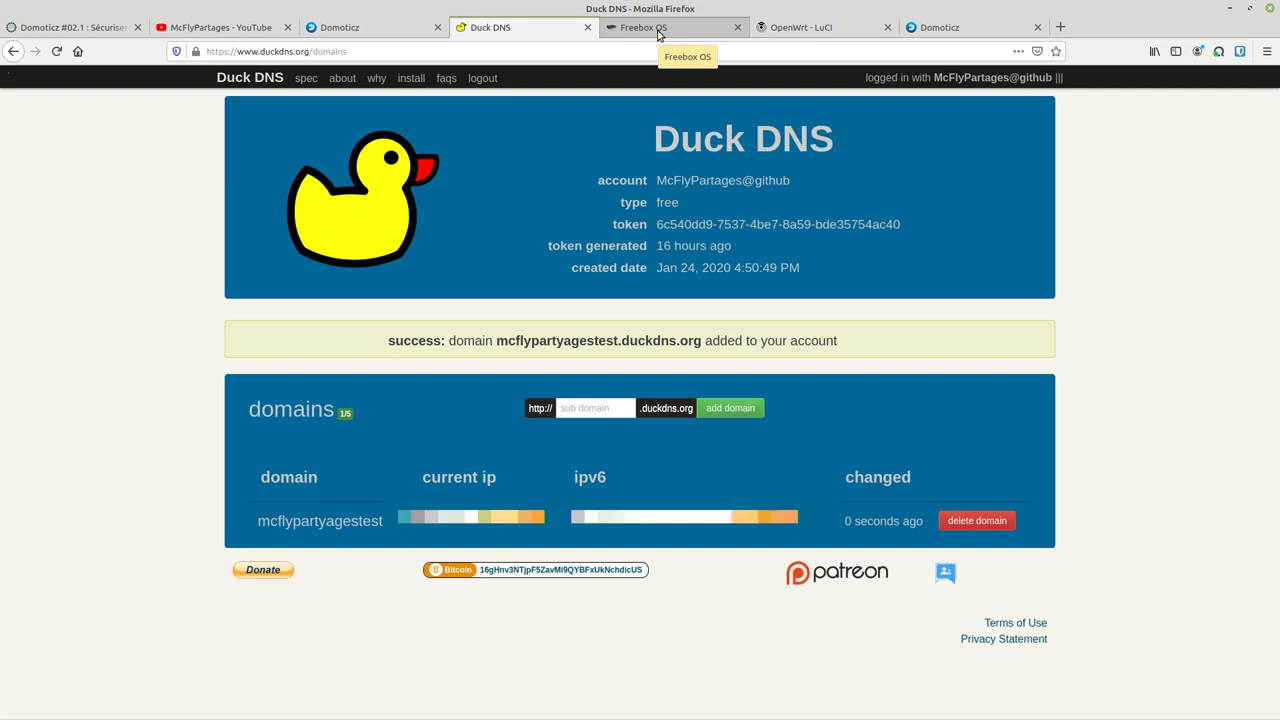 Duck DNS - Mozilla Firefox
Domoticz #02.1 : Sécuriser
McFlyPartages - YouTube
Domoticz
Duck DNS
Freebox OS
OpenWrt - LuCI
Domoticz
https://www.duckdns.org/domains
Freebox OS
Duck DNS spec about why install faqs logout
logged in with McFlyPartages@github |||
Duck DNS
account McFlyPartages@github
type free
token 6c540dd9-7537-4be7-8a59-bde35754ac40
token generated 16 hours ago
created date Jan 24, 2020 4:50:49 PM
success: domain mcflypartyagestest.duckdns.org added to your account
domains 1/5
http:// sub domain .duckdns.org add domain
domain current ip ipv6 changed
mcflypartyagestest 0 seconds ago delete domain
Donate
Bitcoin 16gHnv3NTjpF5ZavMi9QYBFxUkNchdicUS
patreon
Terms of Use
Privacy Statement